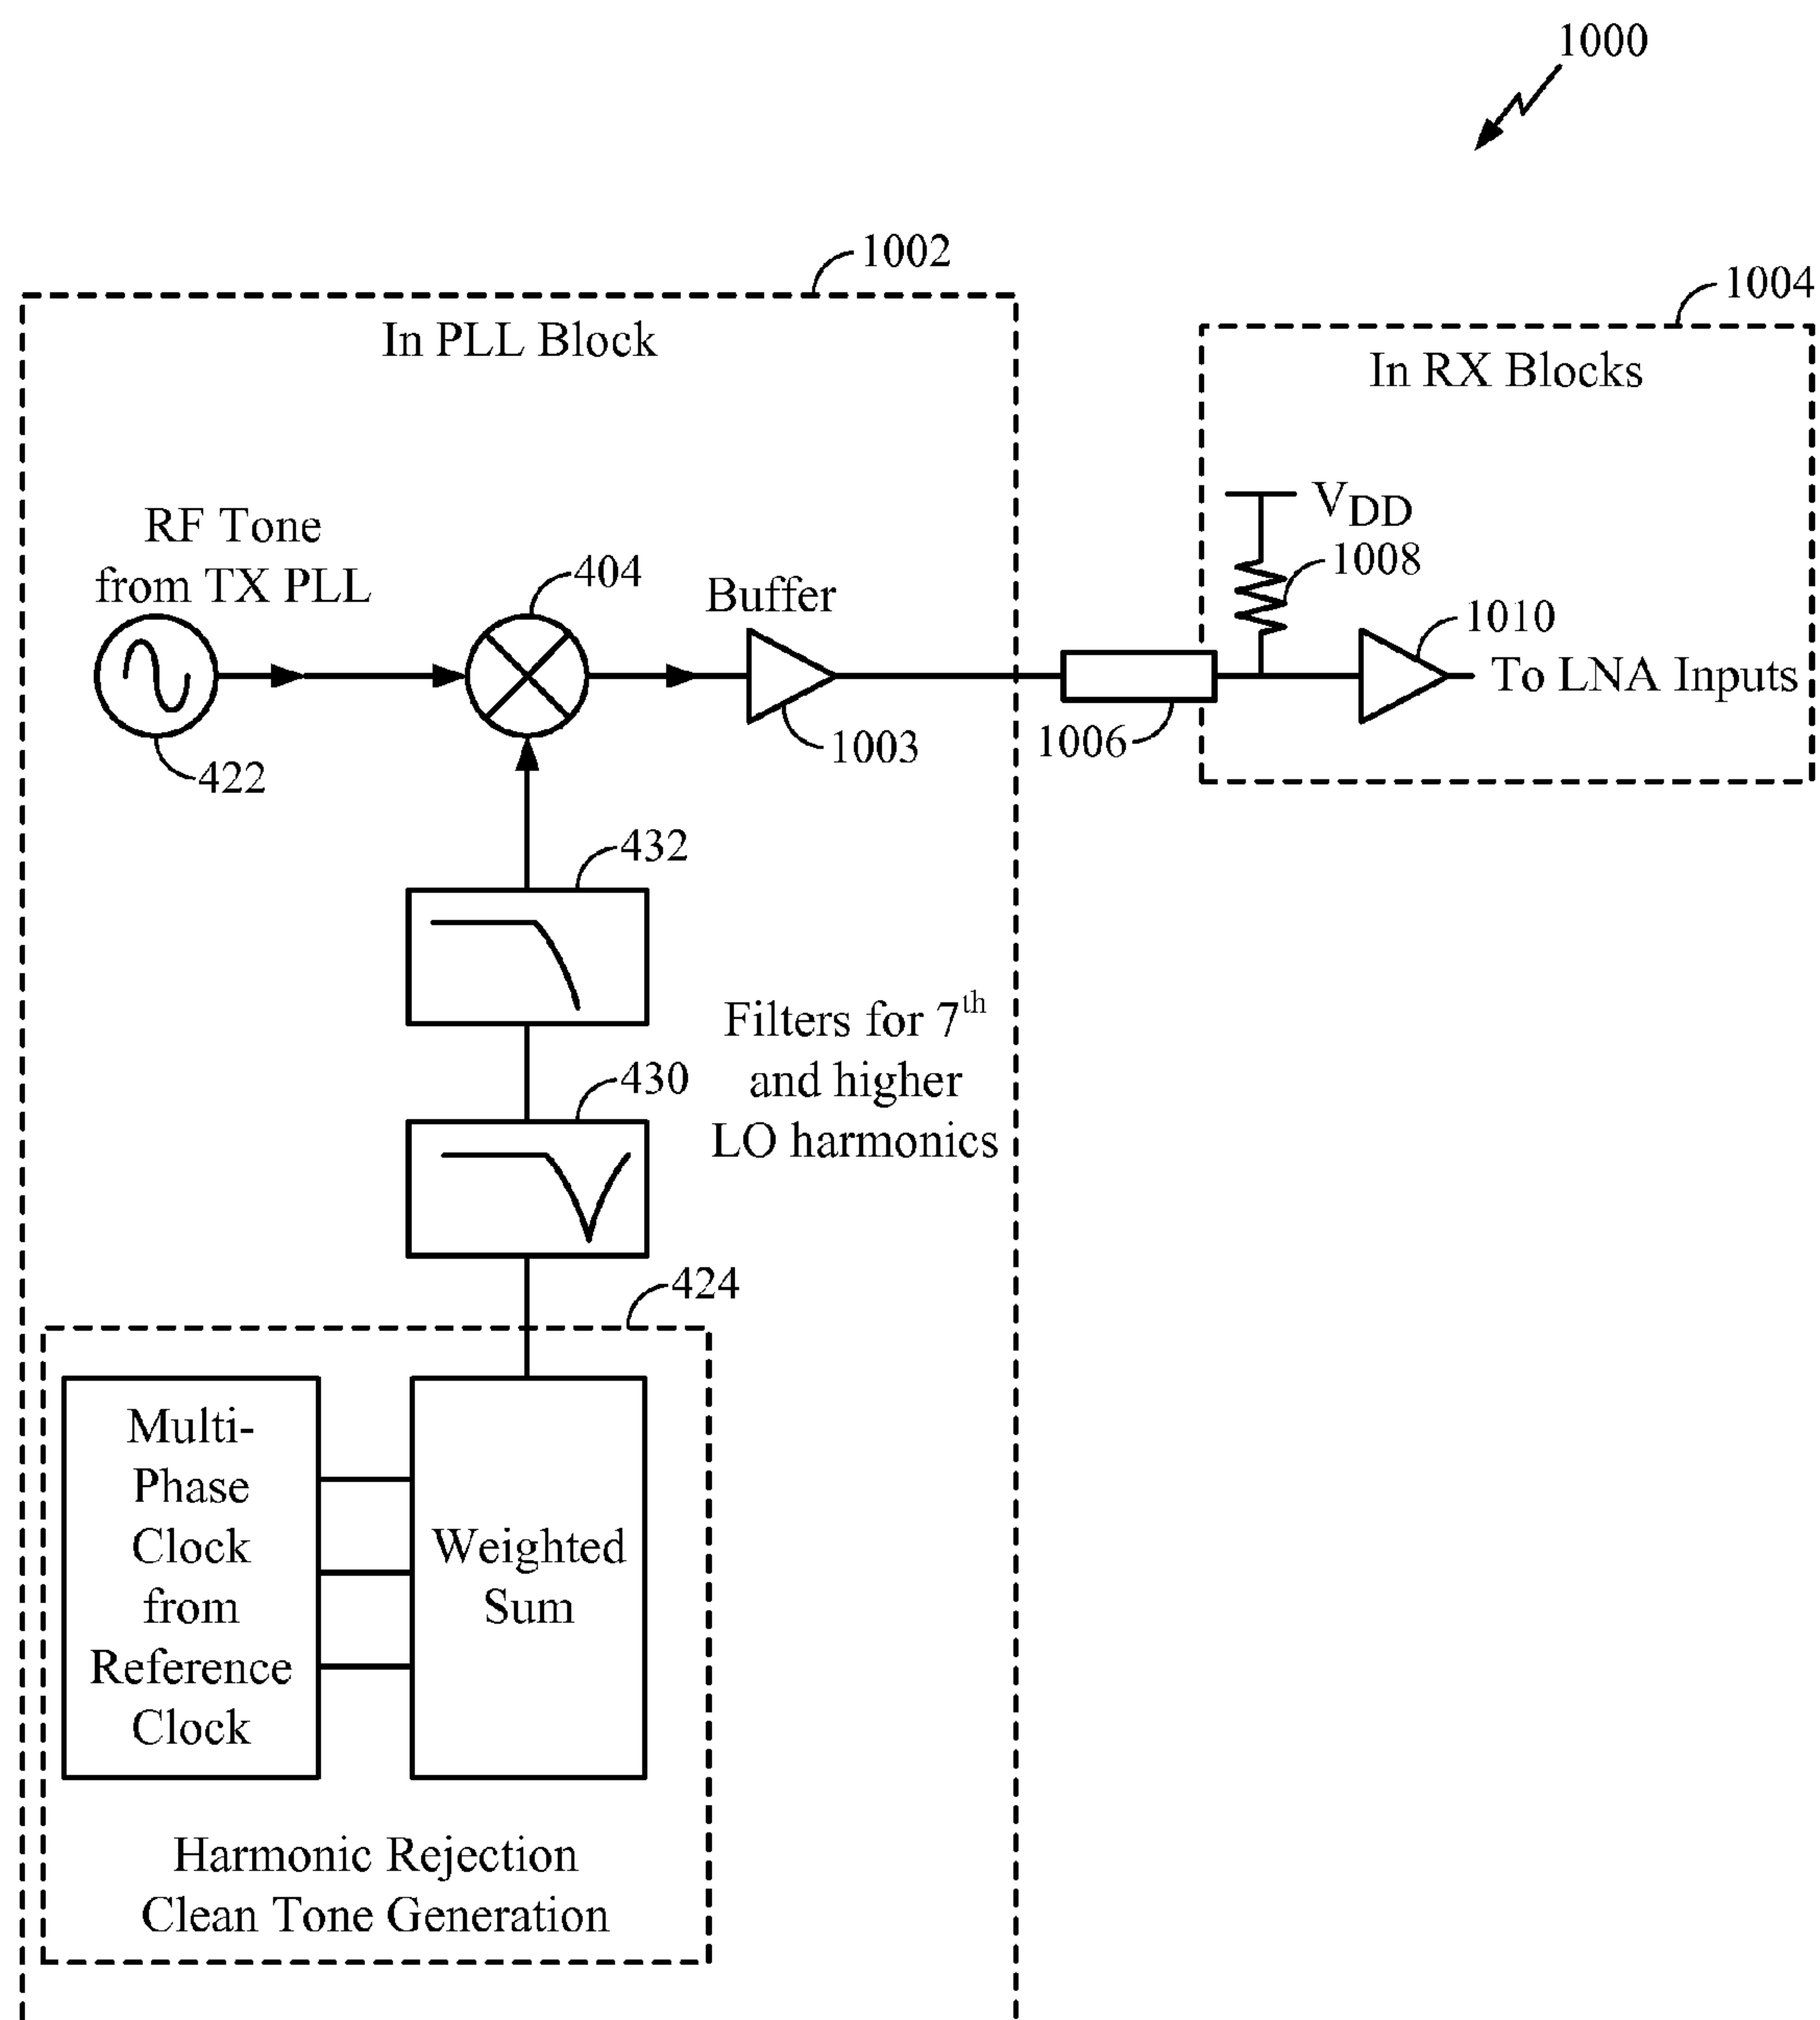 1000
1002
In PLL Block
1004
In RX Blocks
V_DD
1008
RF Tone
from TX PLL
404
Buffer
1010
To LNA Inputs
422
1003
1006
432
Filters for 7th
and higher
LO harmonics
430
424
Multi-
Phase
Clock
from
Reference
Clock
Weighted
Sum
Harmonic Rejection
Clean Tone Generation